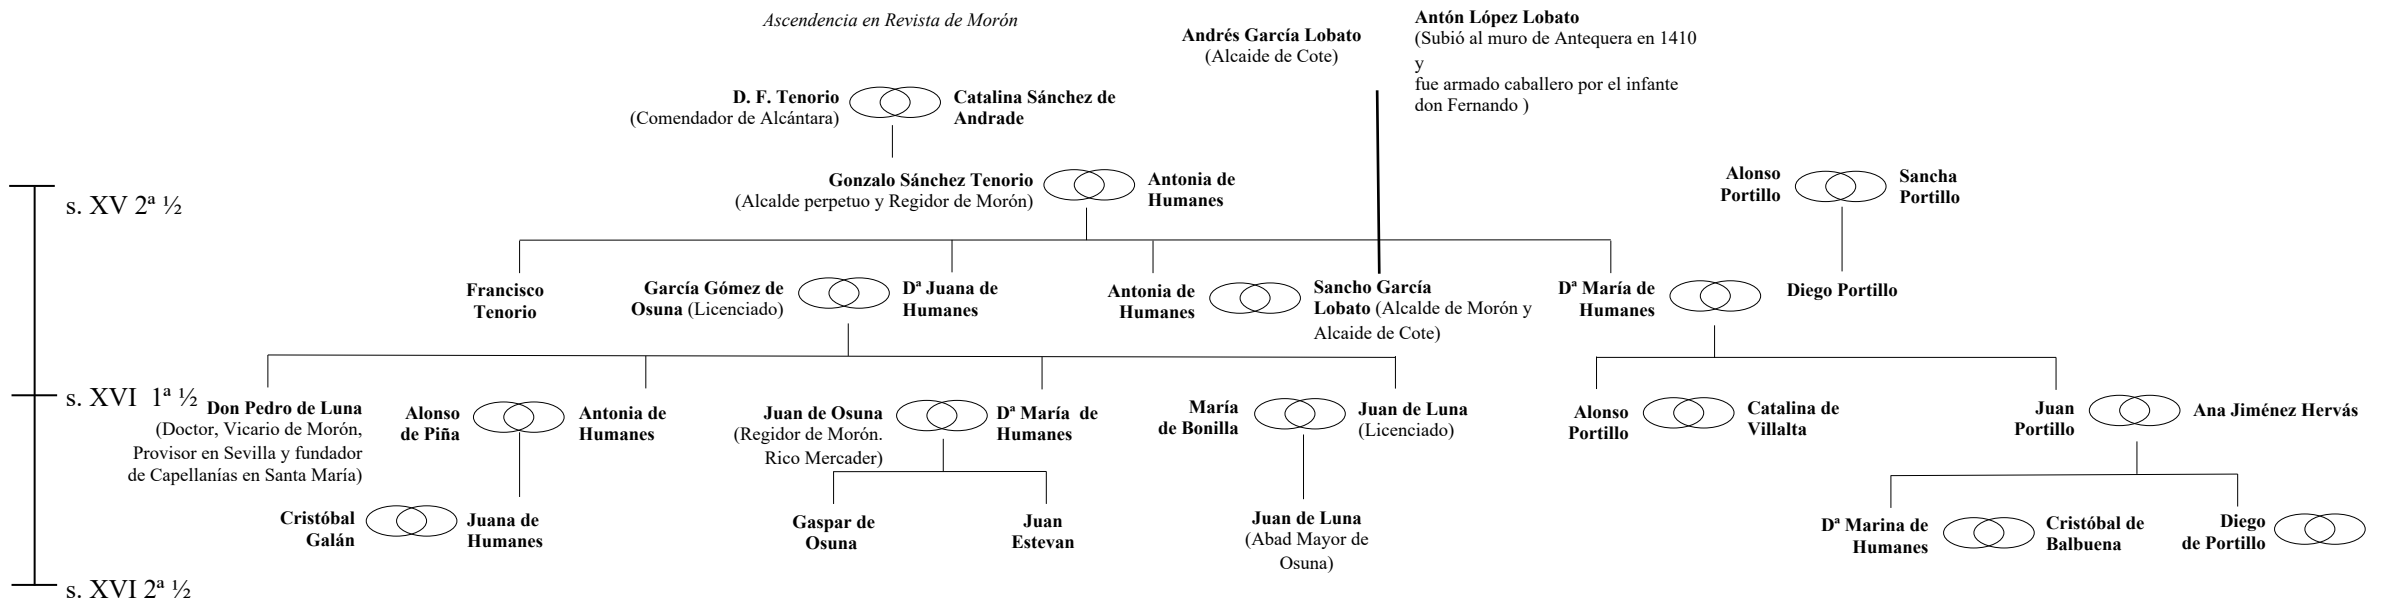 Ascendencia en Revista de Morón
Andrés García Lobato
(Alcaide de Cote)
Antón López Lobato
(Subió al muro de Antequera en 1410
y
fue armado caballero por el infante
don Fernando )
D. F. Tenorio
(Comendador de Alcántara)
Catalina Sánchez de
Andrade
s. XV 2ª ½
Gonzalo Sánchez Tenorio
(Alcalde perpetuo y Regidor de Morón)
Antonia de
Humanes
Alonso
Portillo
Sancha
Portillo
Francisco
Tenorio
García Gómez de
Osuna (Licenciado)
Dª Juana de
Humanes
Antonia de
Humanes
Sancho García
Lobato (Alcalde de Morón y
Alcaide de Cote)
Dª María de
Humanes
Diego Portillo
s. XVI  1ª ½
Don Pedro de Luna
(Doctor, Vicario de Morón,
Provisor en Sevilla y fundador
de Capellanías en Santa María)
Alonso
de Piña
Antonia de
Humanes
Juan de Osuna
(Regidor de Morón.
Rico Mercader)
Dª María  de
Humanes
María
de Bonilla
Juan de Luna
(Licenciado)
Alonso
Portillo
Catalina de
Villalta
Juan
Portillo
Ana Jiménez Hervás
Cristóbal
Galán
Juana de
Humanes
Gaspar de
Osuna
Juan
Estevan
Juan de Luna
(Abad Mayor de
Osuna)
Dª Marina de
Humanes
Cristóbal de
Balbuena
Diego
de Portillo
s. XVI 2ª ½